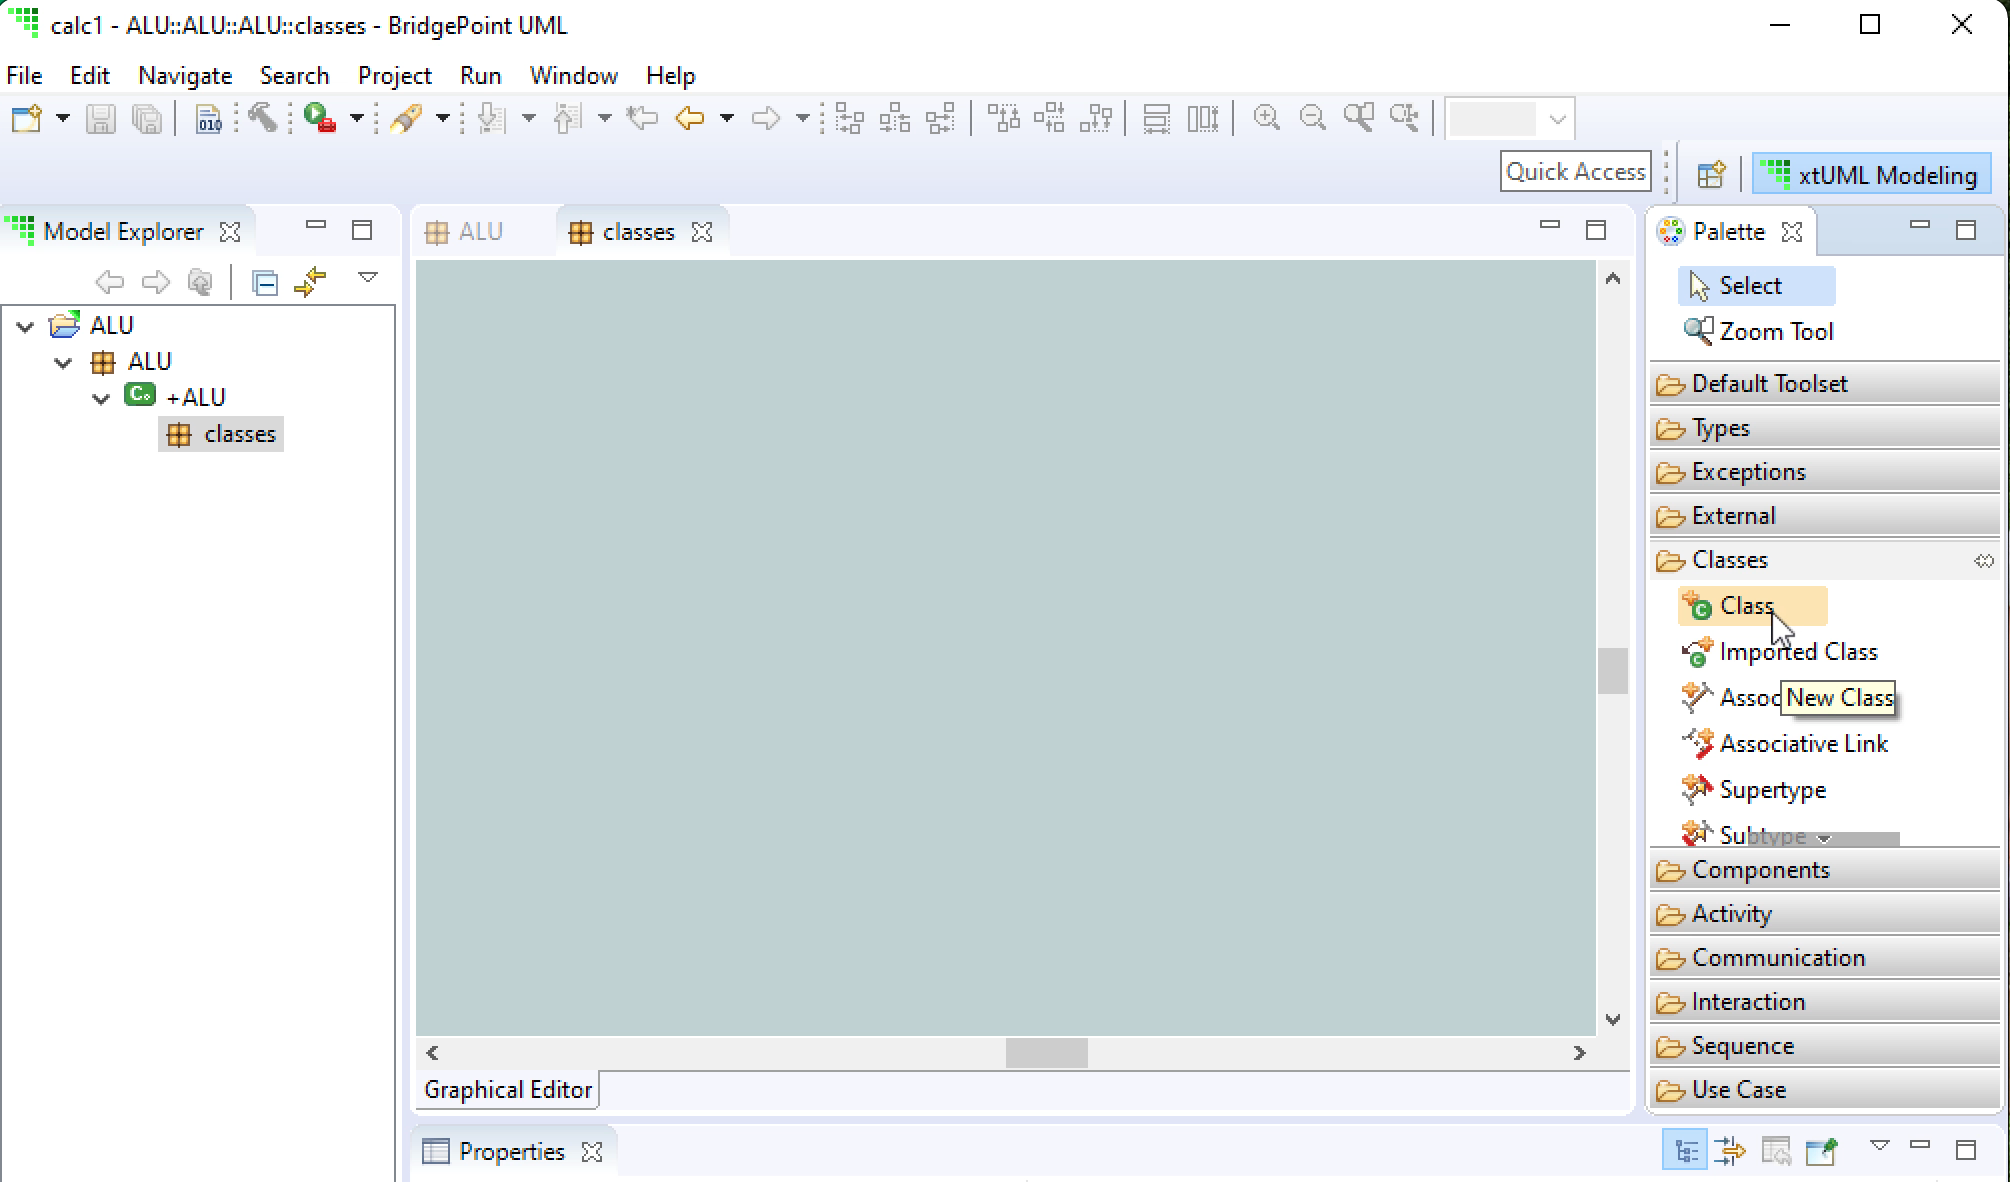 calc1 - ALU::ALU::ALU::classes - BridgePoint UML
File Edit Navigate Search Project Run Window Help
010
Quick Access
xtUML Modeling
Model Explorer
ALU
ALU
+ALU
classes
ALU
classes
Graphical Editor
Properties
Palette
Select
Zoom Tool
Default Toolset
Types
Exceptions
External
Classes
Class
Imported Class
Assoc
New Class
Associative Link
Supertype
Subtype
Components
Activity
Communication
Interaction
Sequence
Use Case